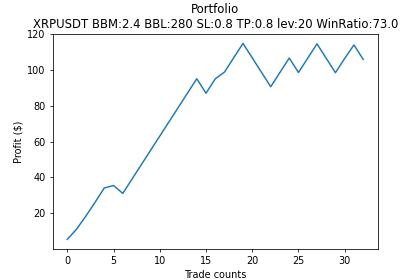 Portfolio
XRPUSDT BBM:2.4 BBL:280 SL:0.8 TP:0.8 lev:20 WinRatio:73.0
120
100
80
60
40
20
Profit ($)
0 5 10 15 20 25 30
Trade counts